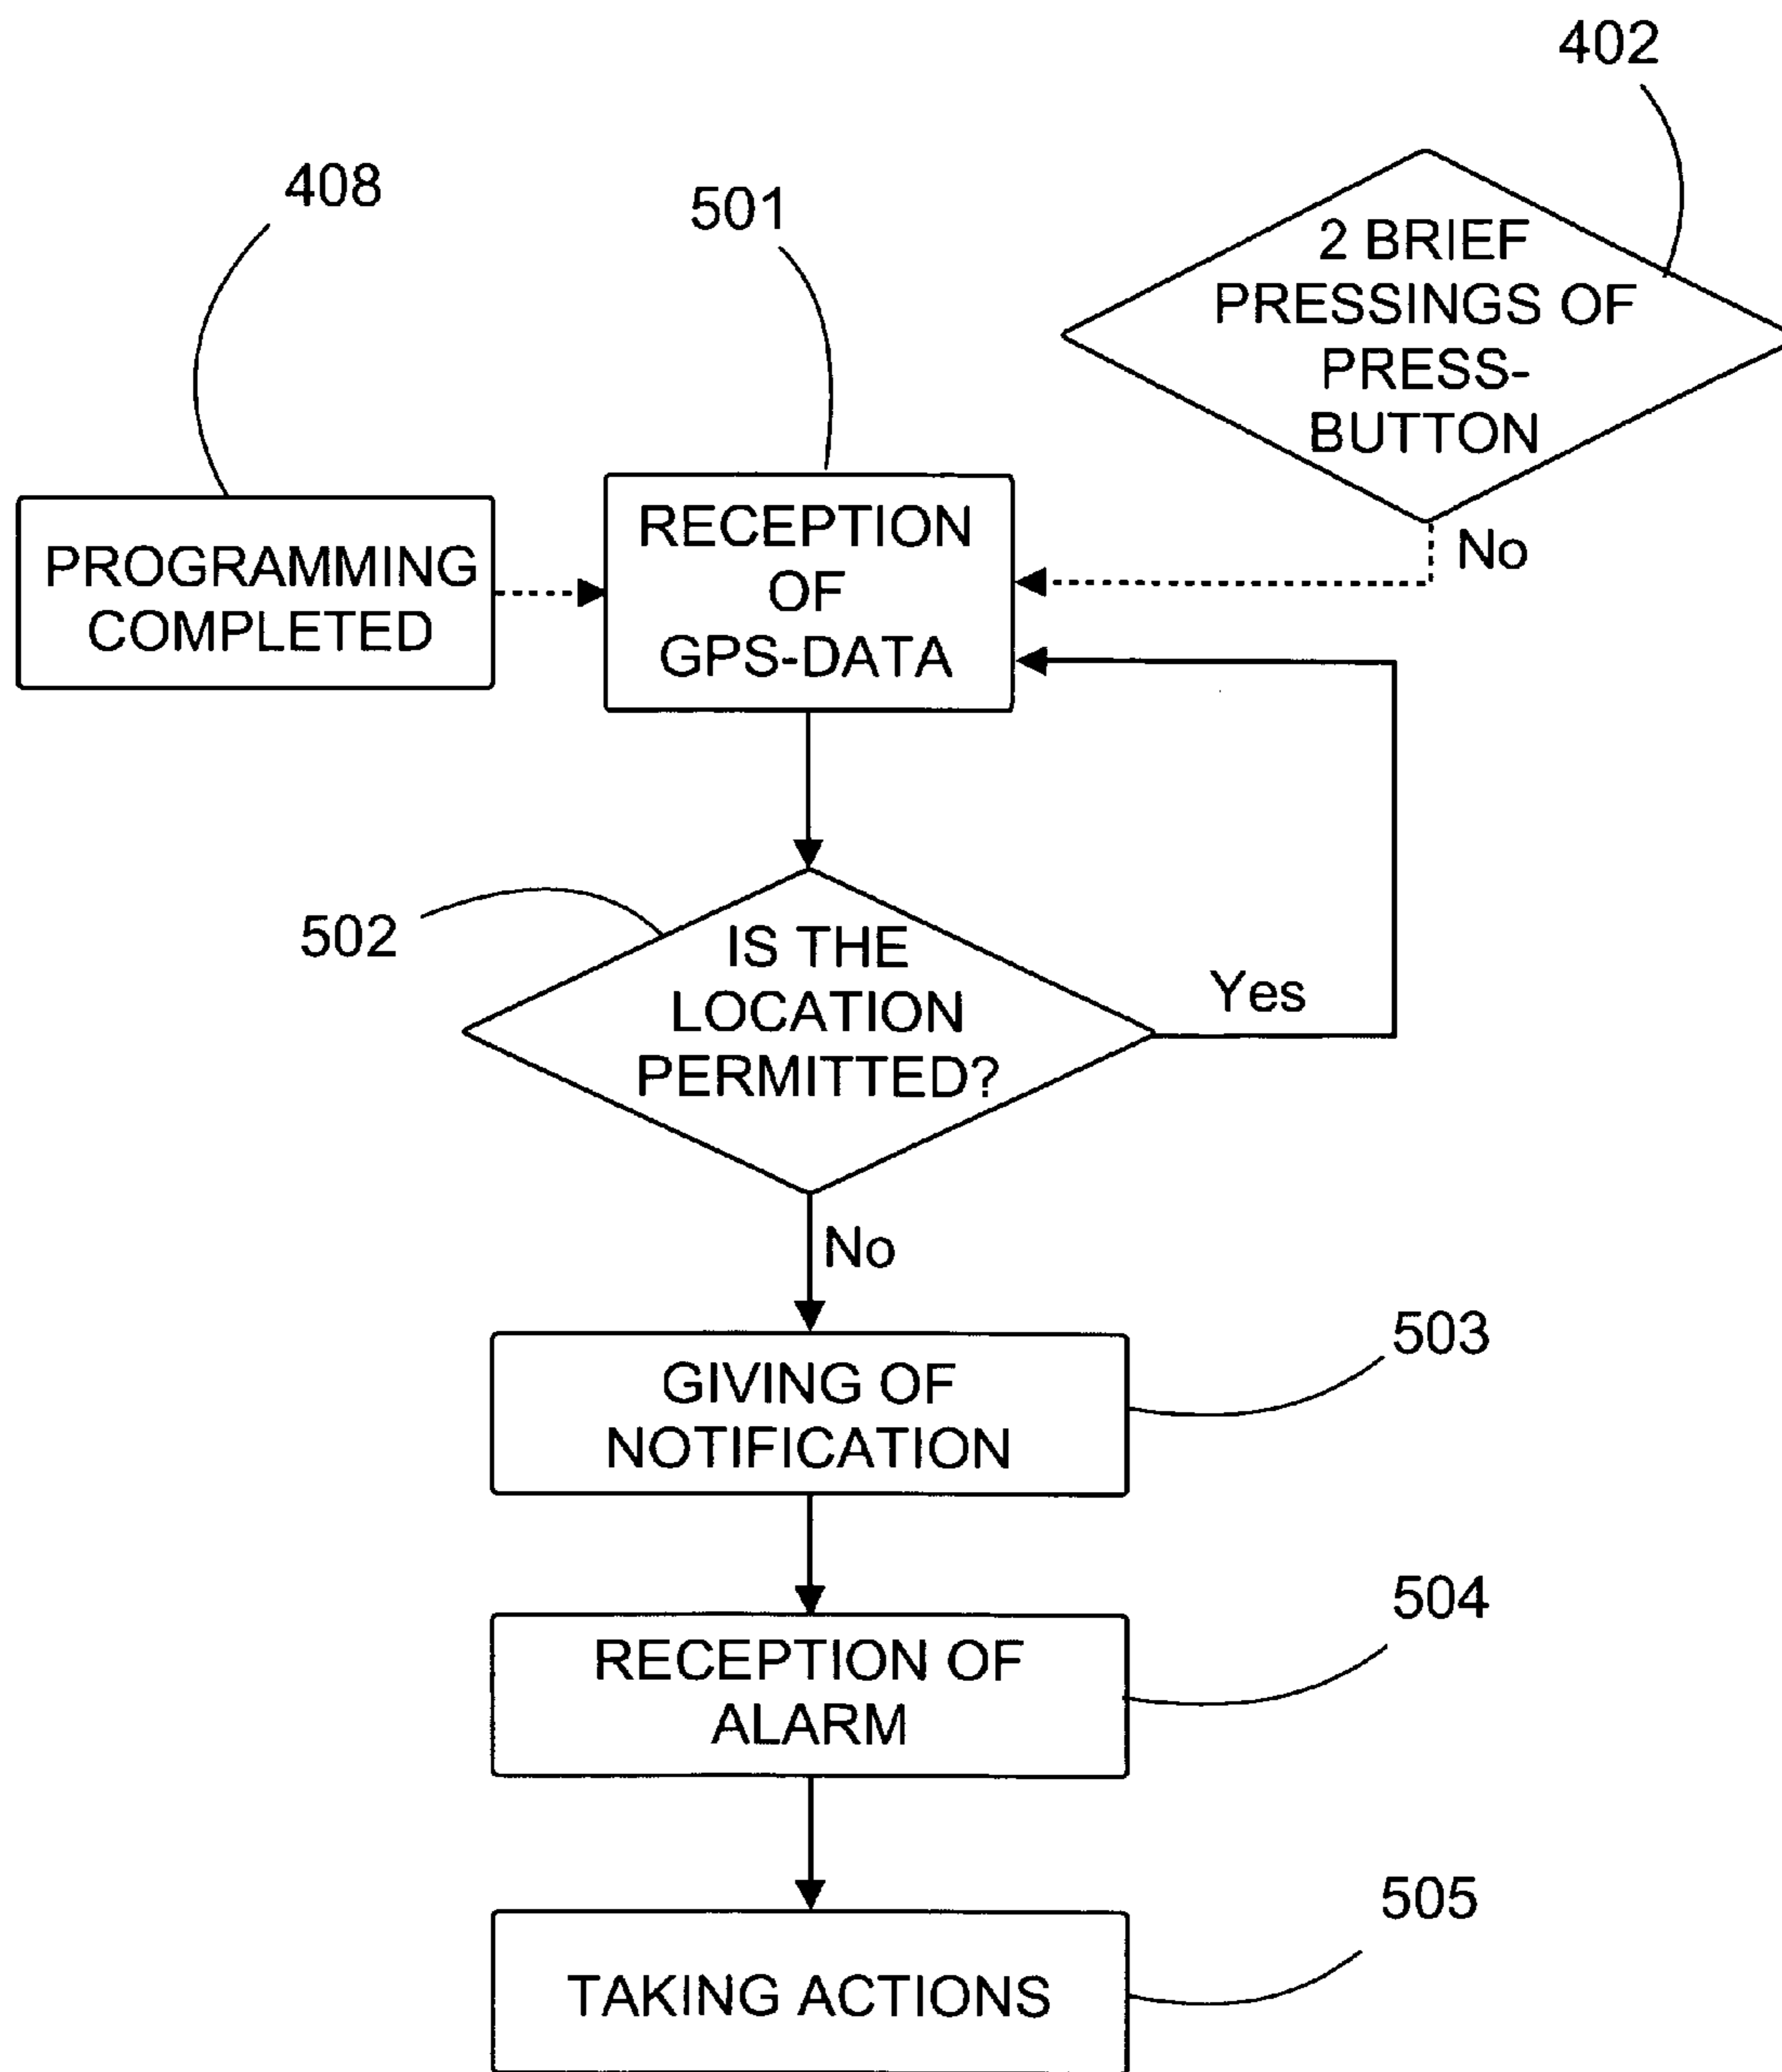 402
408
501
2 BRIEF
PRESSINGS OF
PRESS-
BUTTON
No
RECEPTION
OF
GPS-DATA
PROGRAMMING
COMPLETED
502
IS THE
LOCATION
PERMITTED?
Yes
No
503
GIVING OF
NOTIFICATION
504
RECEPTION OF
ALARM
505
TAKING ACTIONS